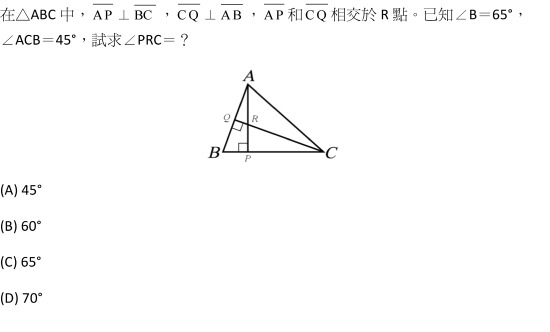 在△ABC 中，AP ⊥ BC ，CQ ⊥ AB ，AP 和 CQ 相交於 R 點。已知∠B＝65°，
∠ACB＝45°，試求∠PRC＝？
A
Q
R
B
P
C
(A) 45°
(B) 60°
(C) 65°
(D) 70°